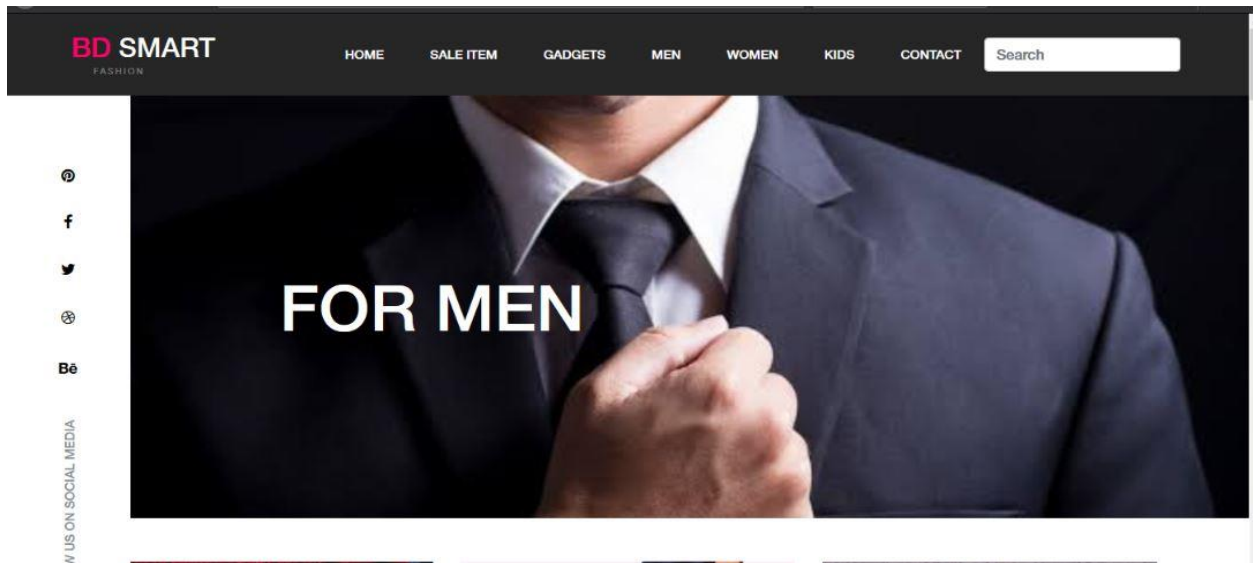 BD SMART
FASHION
HOME SALE ITEM GADGETS MEN WOMEN KIDS CONTACT Search
FOR MEN
Bē
US ON SOCIAL MEDIA